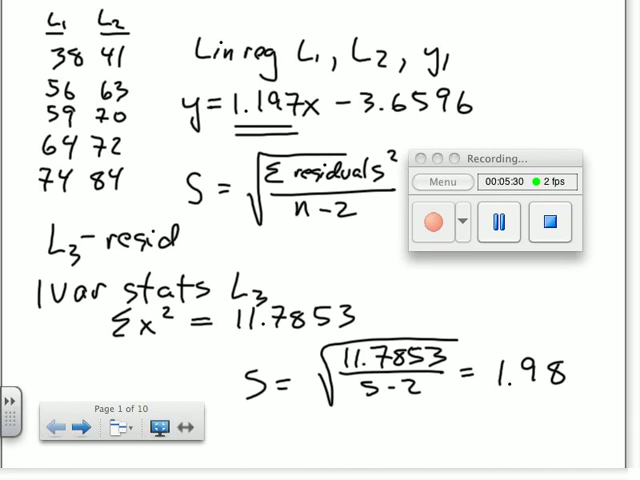 L1 L2
38 41
56 63
59 70
64 72
74 84
Linreg L1, L2, y1
y = 1.197x - 3.6596
S = √(Σ residuals² / n - 2)
Recording...
Menu
00:05:30 2 fps
L3 - resid
1 Var stats L3
Σx² = 11.7853
S = √(11.7853 / 5 - 2) = 1.98
Page 1 of 10